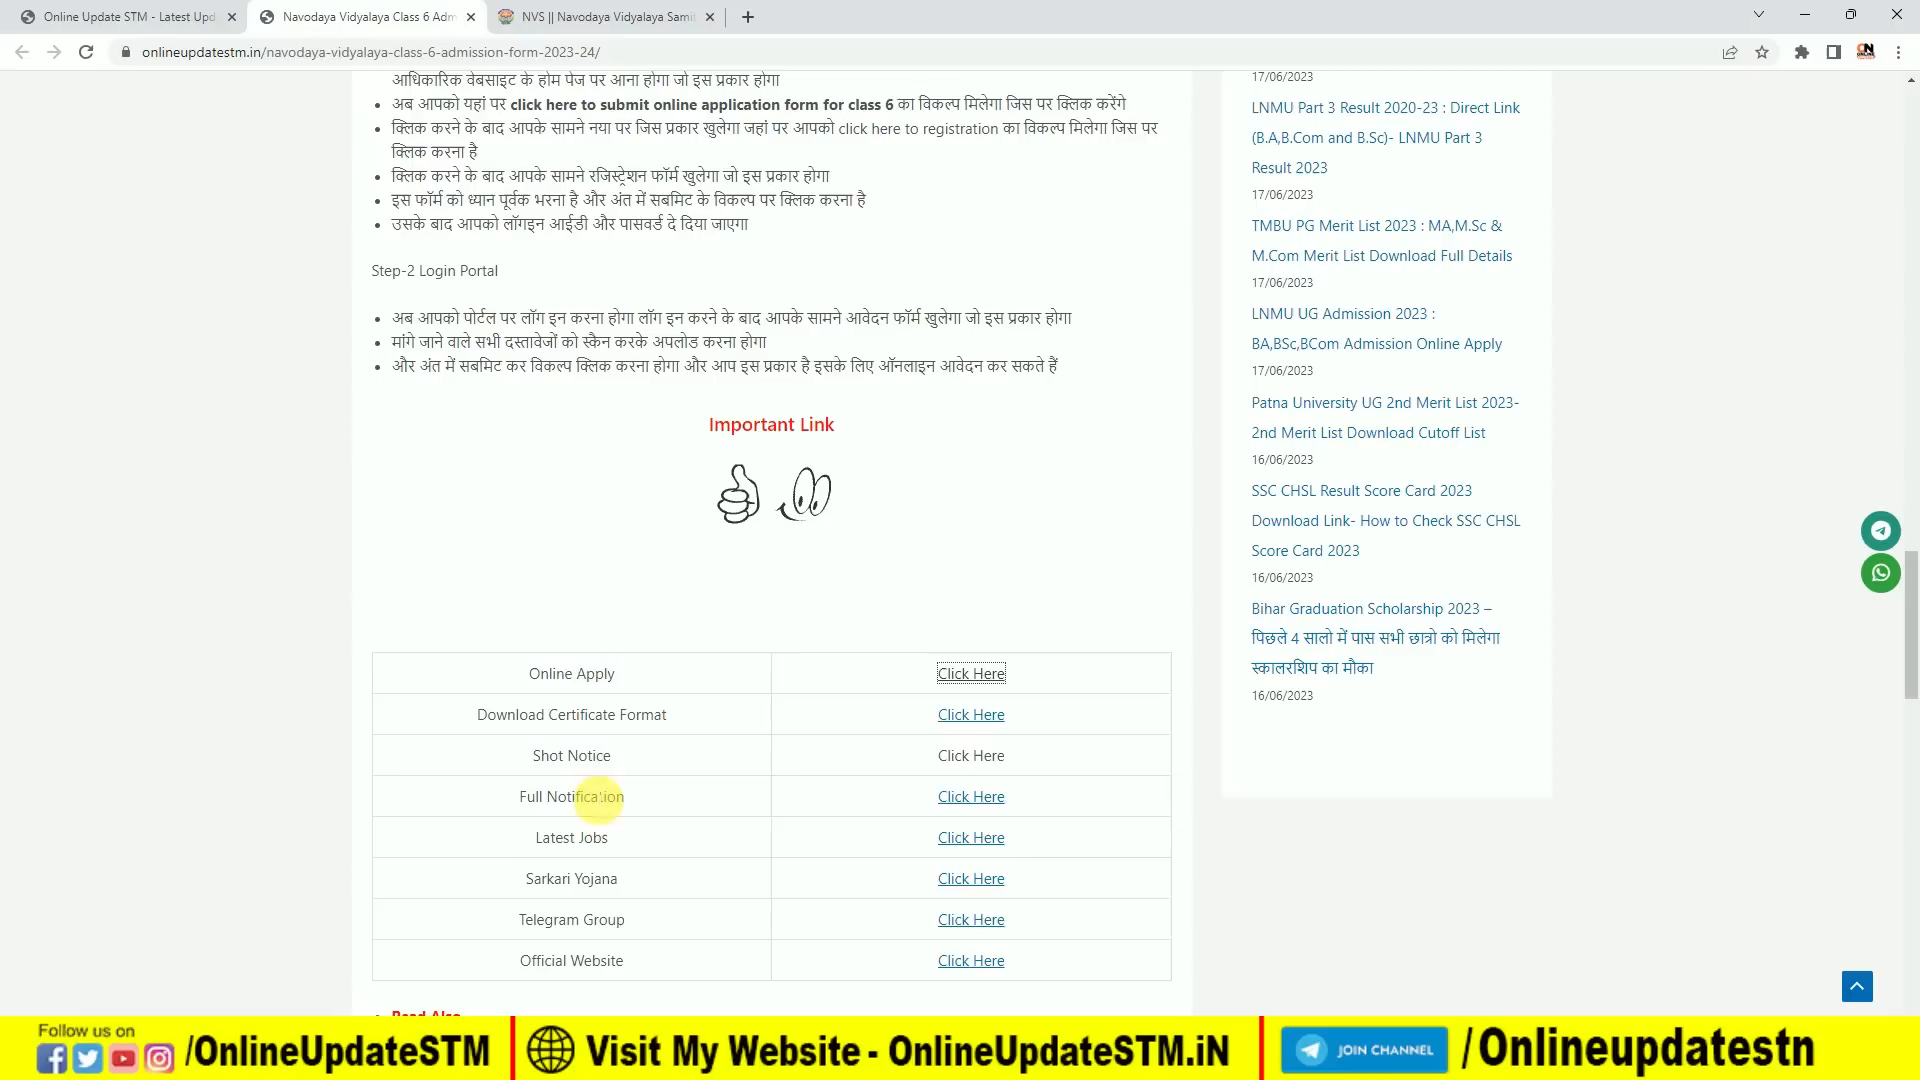 Online Update STM - Latest Upd
Navodaya Vidyalaya Class 6 Adm
NVS || Navodaya Vidyalaya Samit
onlineupdatestm.in/navodaya-vidyalaya-class-6-admission-form-2023-24/
आधिकारिक वेबसाइट के होम पेज पर आना होगा जो इस प्रकार होगा
अब आपको यहां पर click here to submit online application form for class 6 का विकल्प मिलेगा जिस पर क्लिक करेंगे
क्लिक करने के बाद आपके सामने नया पर जिस प्रकार खुलेगा जहां पर आपको click here to registration का विकल्प मिलेगा जिस पर
क्लिक करना है
क्लिक करने के बाद आपके सामने रजिस्ट्रेशन फॉर्म खुलेगा जो इस प्रकार होगा
इस फॉर्म को ध्यान पूर्वक भरना है और अंत में सबमिट के विकल्प पर क्लिक करना है
उसके बाद आपको लॉगइन आईडी और पासवर्ड दे दिया जाएगा
Step-2 Login Portal
अब आपको पोर्टल पर लॉग इन करना होगा लॉग इन करने के बाद आपके सामने आवेदन फॉर्म खुलेगा जो इस प्रकार होगा
मांगे जाने वाले सभी दस्तावेजों को स्कैन करके अपलोड करना होगा
और अंत में सबमिट कर विकल्प क्लिक करना होगा और आप इस प्रकार है इसके लिए ऑनलाइन आवेदन कर सकते हैं
Important Link
Online Apply Click Here
Download Certificate Format Click Here
Shot Notice Click Here
Full Notification Click Here
Latest Jobs Click Here
Sarkari Yojana Click Here
Telegram Group Click Here
Official Website Click Here
Read Also
17/06/2023
LNMU Part 3 Result 2020-23 : Direct Link
(B.A,B.Com and B.Sc)- LNMU Part 3
Result 2023
17/06/2023
TMBU PG Merit List 2023 : MA,M.Sc &
M.Com Merit List Download Full Details
17/06/2023
LNMU UG Admission 2023 :
BA,BSc,BCom Admission Online Apply
17/06/2023
Patna University UG 2nd Merit List 2023-
2nd Merit List Download Cutoff List
16/06/2023
SSC CHSL Result Score Card 2023
Download Link- How to Check SSC CHSL
Score Card 2023
16/06/2023
Bihar Graduation Scholarship 2023 –
पिछले 4 सालो में पास सभी छात्रो को मिलेगा
स्कालरशिप का मौका
16/06/2023
Follow us on
/OnlineUpdateSTM
Visit My Website - OnlineUpdateSTM.iN
JOIN CHANNEL
/Onlineupdatestn